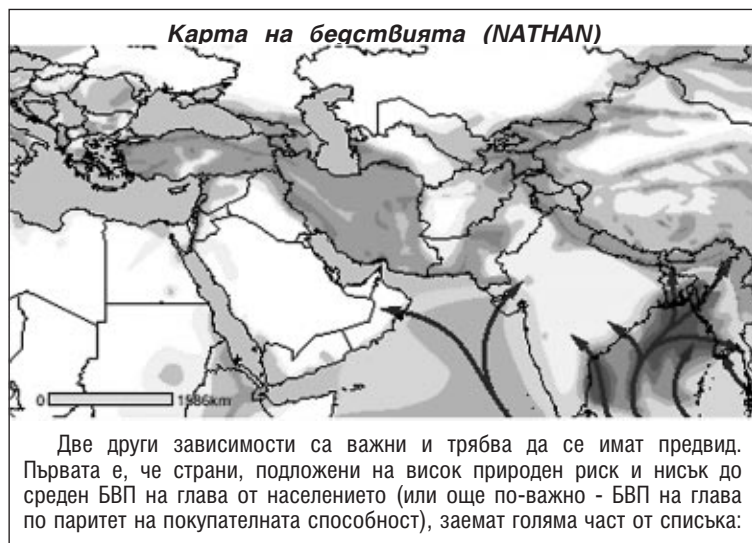 Карта на бедствията (NATHAN)
0 1586km
Две други зависимости са важни и трябва да се имат предвид.
Първата е, че страни, подложени на висок природен риск и нисък до
среден БВП на глава от населението (или още по-важно - БВП на глава
по паритет на покупателната способност), заемат голяма част от списъка: